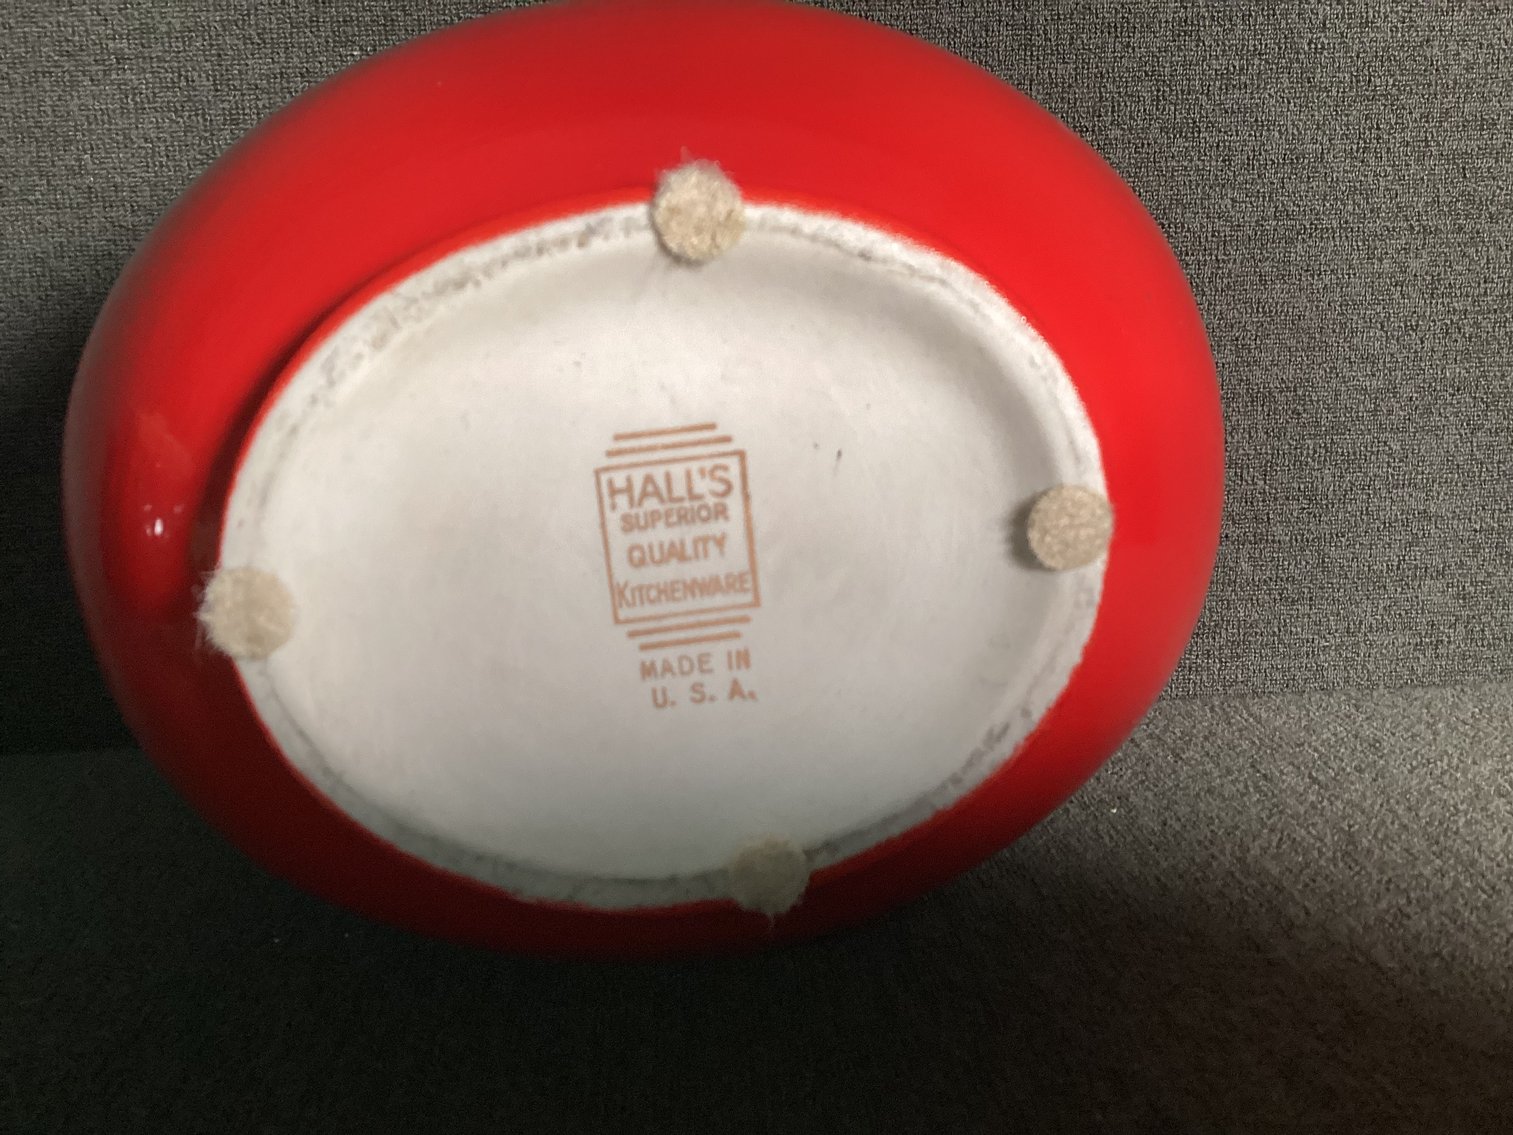 HALL'S
SUPERIOR
QUALITY
KITCHENWARE
MADE IN
U. S. A.